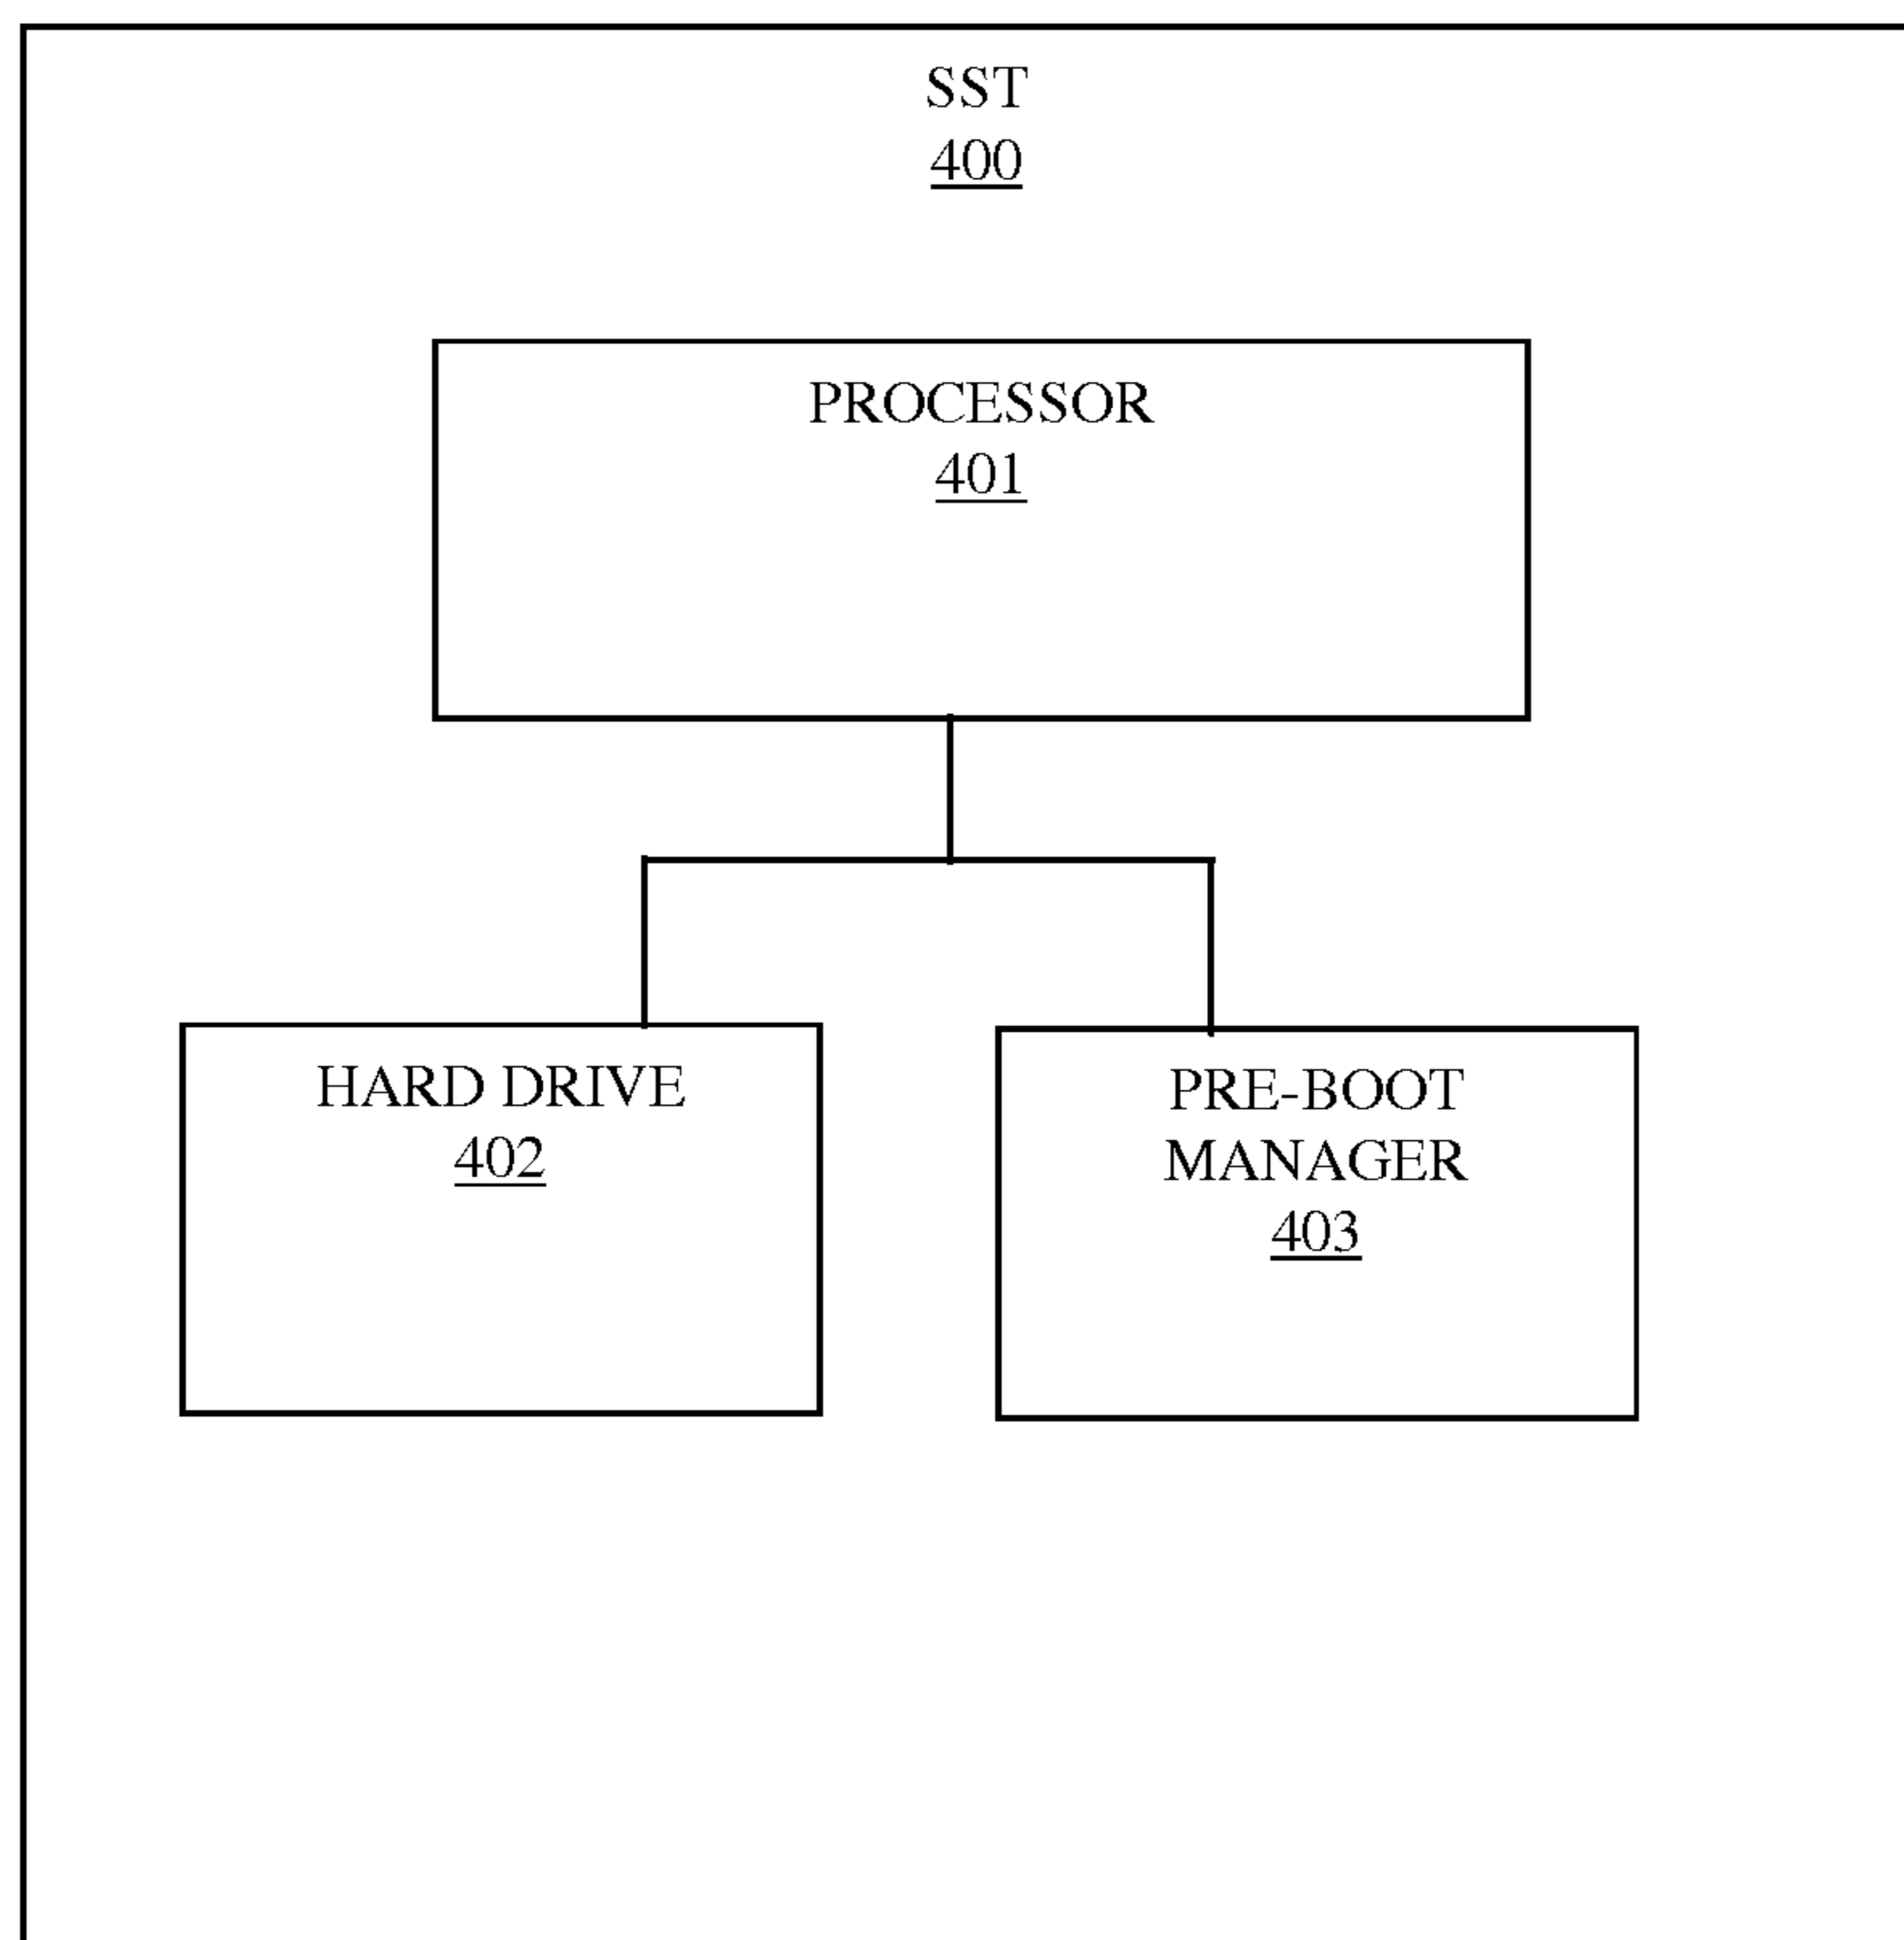 SST
400
PROCESSOR
401
HARD DRIVE
402
PRE-BOOT
MANAGER
403